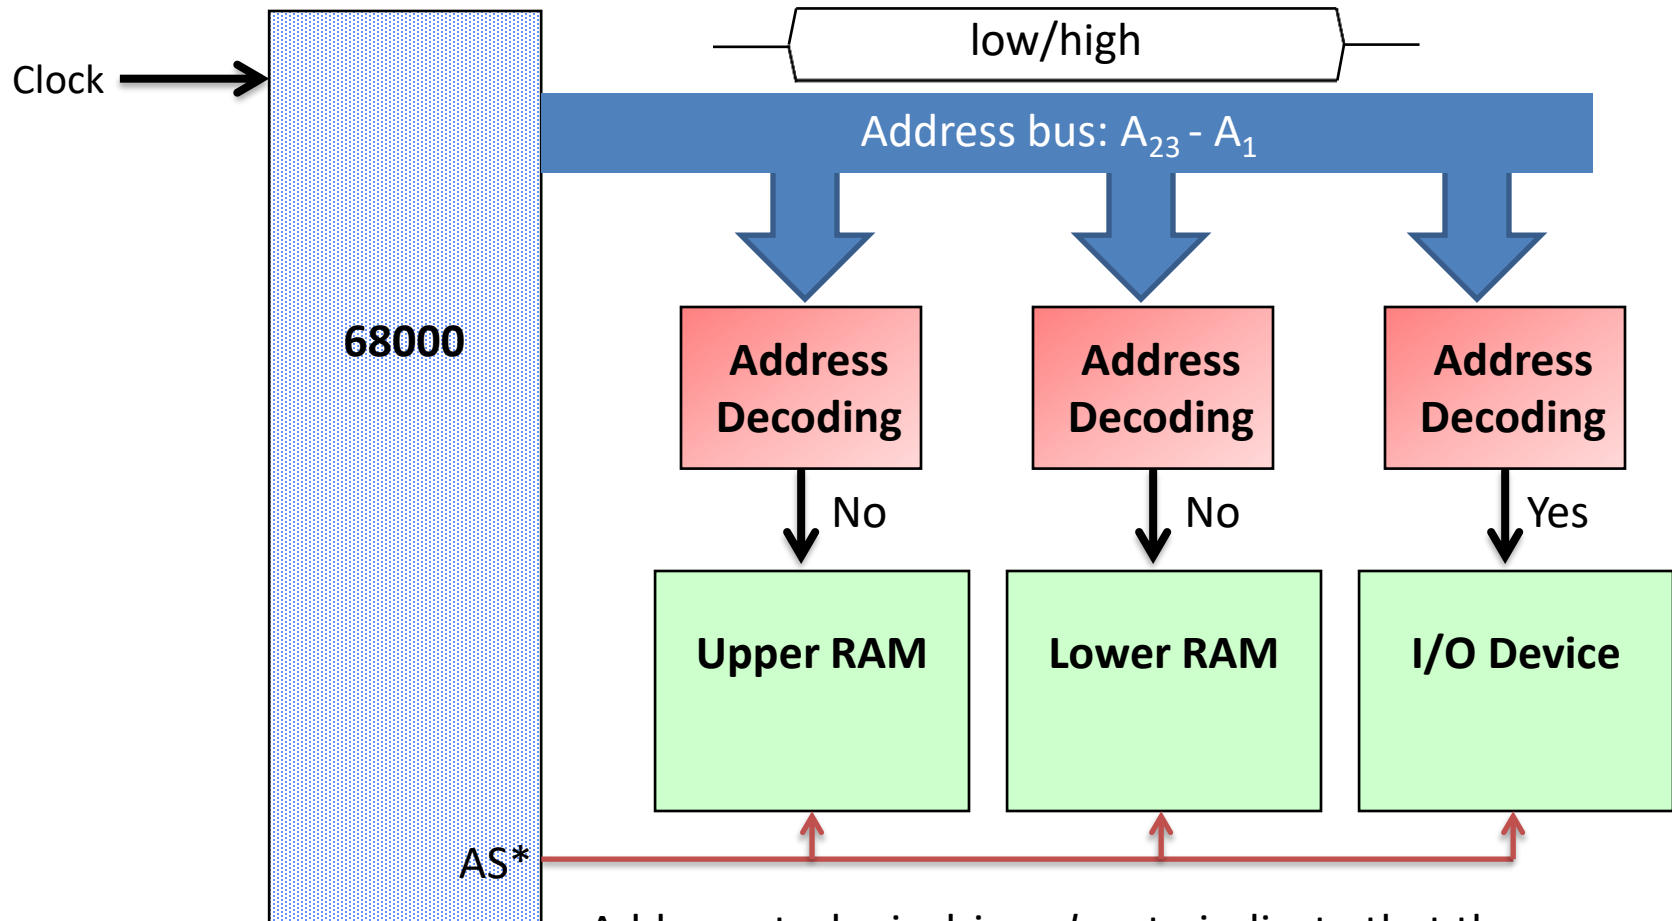 low/high
Clock
Address bus: A23 - A1
68000
Address
Decoding
Address
Decoding
Address
Decoding
No
No
Yes
Upper RAM
Lower RAM
I/O Device
AS*